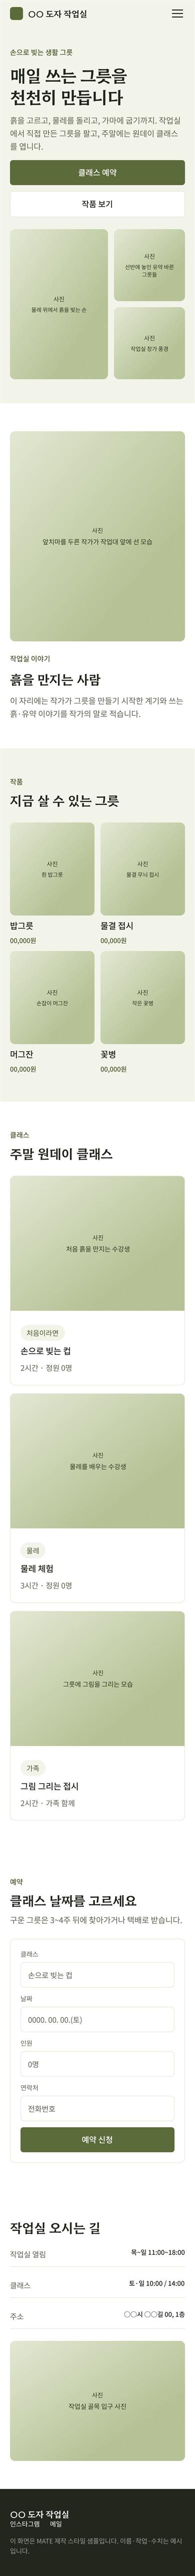 ○○ 도자 작업실
손으로 빚는 생활 그릇
매일 쓰는 그릇을
천천히 만듭니다
흙을 고르고, 물레를 돌리고, 가마에 굽기까지. 작업실
에서 직접 만든 그릇을 팔고, 주말에는 원데이 클래스
를 엽니다.
클래스 예약
작품 보기
사진
물레 위에서 흙을 빚는 손
사진
선반에 놓인 유약 바른
그릇들
사진
작업실 창가 풍경
사진
앞치마를 두른 작가가 작업대 옆에 선 모습
작업실 이야기
흙을 만지는 사람
이 자리에는 작가가 그릇을 만들기 시작한 계기와 쓰는
흙·유약 이야기를 작가의 말로 적습니다.
작품
지금 살 수 있는 그릇
사진
흰 밥그릇
밥그릇
00,000원
사진
물결 무늬 접시
물결 접시
00,000원
사진
손잡이 머그잔
머그잔
00,000원
사진
작은 꽃병
꽃병
00,000원
클래스
주말 원데이 클래스
사진
처음 흙을 만지는 수강생
처음이라면
손으로 빚는 컵
2시간 · 정원 0명
사진
물레를 배우는 수강생
물레
물레 체험
3시간 · 정원 0명
사진
그릇에 그림을 그리는 모습
가족
그림 그리는 접시
2시간 · 가족 함께
예약
클래스 날짜를 고르세요
구운 그릇은 3~4주 뒤에 찾아가거나 택배로 받습니다.
클래스
손으로 빚는 컵
날짜
0000. 00. 00.(토)
인원
0명
연락처
전화번호
예약 신청
작업실 오시는 길
작업실 열림 목–일 11:00–18:00
클래스 토·일 10:00 / 14:00
주소 ○○시 ○○길 00, 1층
사진
작업실 골목 입구 사진
○○ 도자 작업실
인스타그램 메일
이 화면은 MATE 제작 스타일 샘플입니다. 이름·작업·수치는 예시
입니다.